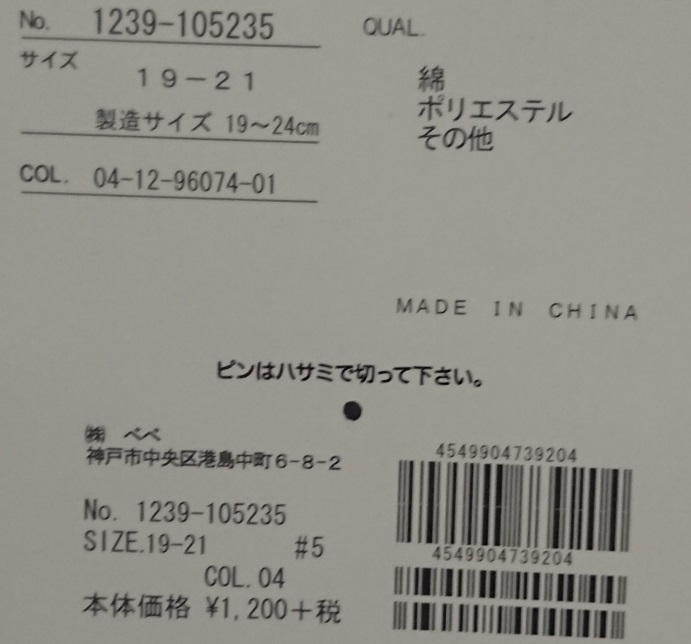 No. 1239-105235
サイズ
19-21
製造サイズ 19~24cm
COL. 04-12-96074-01
QUAL.
綿
ポリエステル
その他
MADE IN CHINA
ピンはハサミで切って下さい。
㈱ べべ
神戸市中央区港島中町6-8-2
No. 1239-105235
SIZE.19-21 #5
COL.04
本体価格 ¥1,200+税
4549904739204
4549904739204